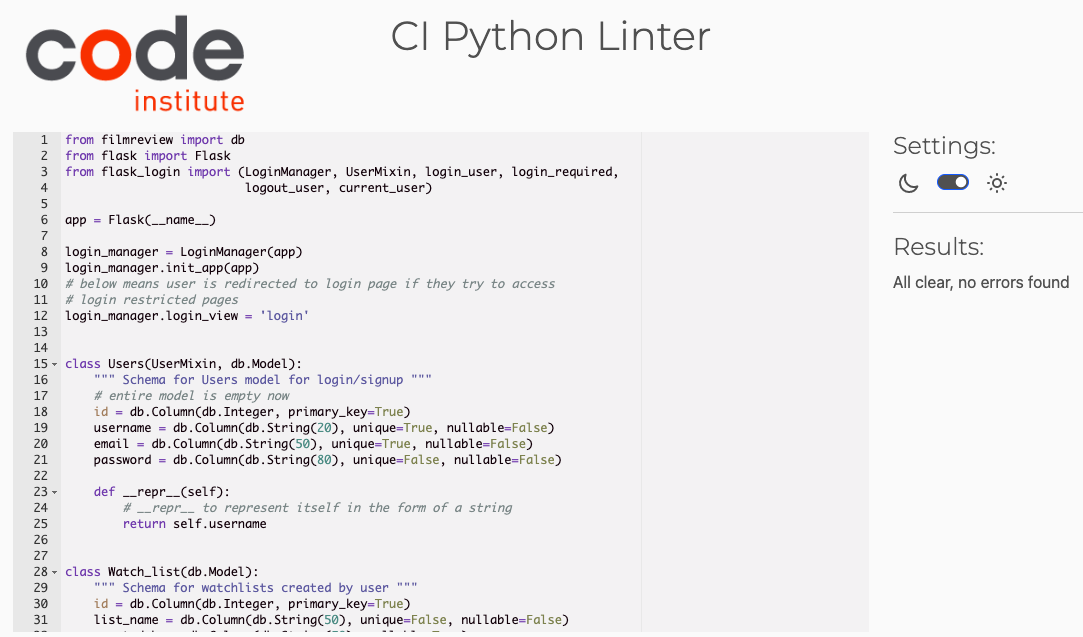 code
institute
CI Python Linter
1 from filmreview import db
2 from flask import Flask
3 from flask_login import (LoginManager, UserMixin, login_user, login_required,
4                          logout_user, current_user)
5
6 app = Flask(__name__)
7
8 login_manager = LoginManager(app)
9 login_manager.init_app(app)
10 # below means user is redirected to login page if they try to access
11 # login restricted pages
12 login_manager.login_view = 'login'
13
14
15 class Users(UserMixin, db.Model):
16     """ Schema for Users model for login/signup """
17     # entire model is empty now
18     id = db.Column(db.Integer, primary_key=True)
19     username = db.Column(db.String(20), unique=True, nullable=False)
20     email = db.Column(db.String(50), unique=True, nullable=False)
21     password = db.Column(db.String(80), unique=False, nullable=False)
22
23     def __repr__(self):
24         # __repr__ to represent itself in the form of a string
25         return self.username
26
27
28 class Watch_list(db.Model):
29     """ Schema for watchlists created by user """
30     id = db.Column(db.Integer, primary_key=True)
31     list_name = db.Column(db.String(50), unique=False, nullable=False)
Settings:
Results:
All clear, no errors found